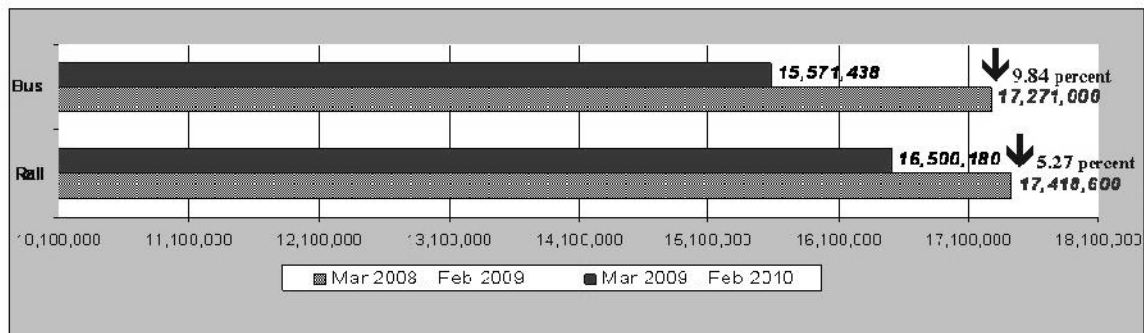 Bus
15,571,438
9.84 percent
17,271,000
Rail
16,500,180
5.27 percent
17,418,600
10,100,000 11,100,000 12,100,000 13,100,000 14,100,000 15,100,000 16,100,000 17,100,000 18,100,000
Mar 2008 Feb 2009 Mar 2009 Feb 2010